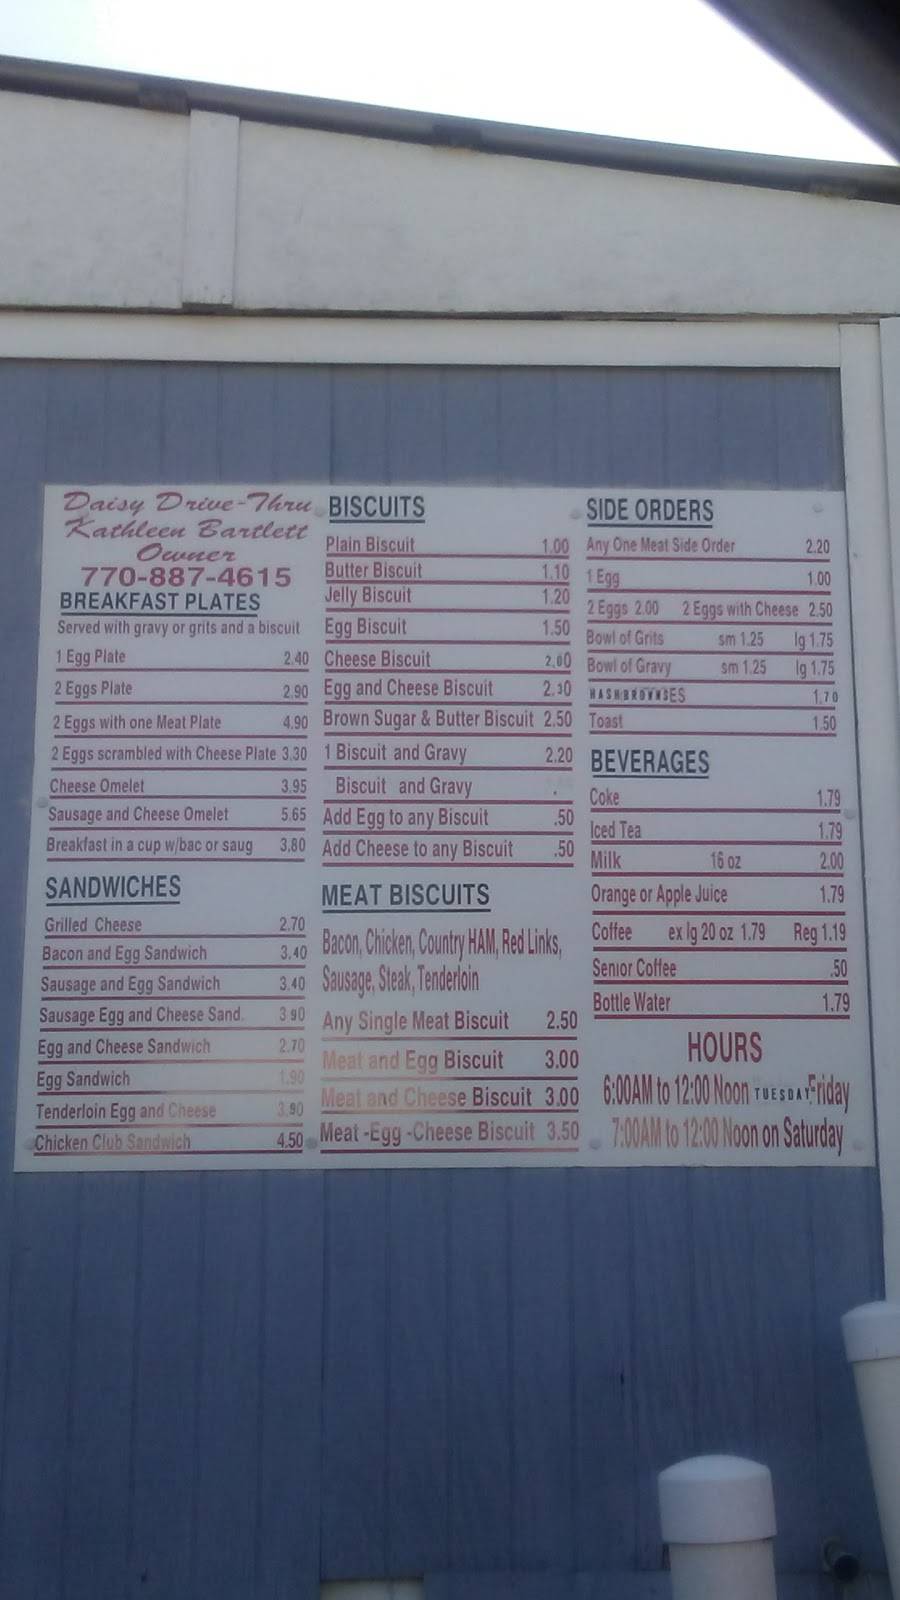 Daisy Drive-Thru
Kathleen Bartlett
Owner
770-887-4615
BREAKFAST PLATES
Served with gravy or grits and a biscuit
1 Egg Plate 2.40
2 Eggs Plate 2.90
2 Eggs with one Meat Plate 4.90
2 Eggs scrambled with Cheese Plate 3.30
Cheese Omelet 3.95
Sausage and Cheese Omelet 5.65
Breakfast in a cup w/bac or saug 3.80
SANDWICHES
Grilled Cheese 2.70
Bacon and Egg Sandwich 3.40
Sausage and Egg Sandwich 3.40
Sausage Egg and Cheese Sand. 3.90
Egg and Cheese Sandwich 2.70
Egg Sandwich 1.90
Tenderloin Egg and Cheese 3.90
Chicken Club Sandwich 4.50
BISCUITS
Plain Biscuit 1.00
Butter Biscuit 1.10
Jelly Biscuit 1.20
Egg Biscuit 1.50
Cheese Biscuit 2.00
Egg and Cheese Biscuit
Brown Sugar & Butter Biscuit 2.50
1 Biscuit and Gravy 2.20
Biscuit and Gravy
Add Egg to any Biscuit .50
Add Cheese to any Biscuit .50
MEAT BISCUITS
Bacon, Chicken, Country HAM, Red Links,
Sausage, Steak, Tenderloin
Any Single Meat Biscuit 2.50
Meat and Egg Biscuit 3.00
Meat and Cheese Biscuit 3.00
Meat -Egg -Cheese Biscuit 3.50
SIDE ORDERS
Any One Meat Side Order 2.20
1 Egg 1.00
2 Eggs 2.00 2 Eggs with Cheese 2.50
Bowl of Grits sm 1.25 lg 1.75
Bowl of Gravy sm 1.25 lg 1.75
HASHBROWNSES 1.70
Toast 1.50
BEVERAGES
Coke 1.79
Iced Tea 1.79
Milk 16 oz 2.00
Orange or Apple Juice 1.79
Coffee ex lg 20 oz 1.79 Reg 1.19
Senior Coffee .50
Bottle Water 1.79
HOURS
6:00AM to 12:00 Noon TUESDAY-Friday
7:00AM to 12:00 Noon on Saturday